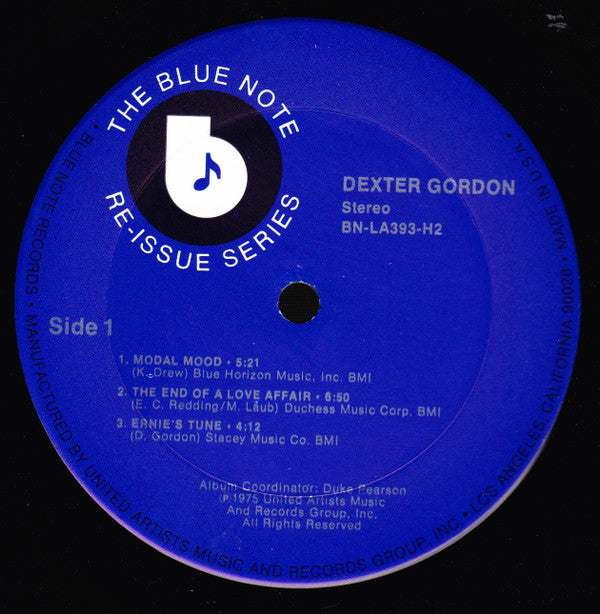 THE BLUE NOTE
RE-ISSUE SERIES
b
DEXTER GORDON
Stereo
BN-LA393-H2
Side 1
1. MODAL MOOD • 5:21
(K. Drew) Blue Horizon Music, Inc. BMI
2. THE END OF A LOVE AFFAIR • 6:50
(E. C. Redding/M. Laub) Duchess Music Corp. BMI
3. ERNIE'S TUNE • 4:12
(D. Gordon) Stacey Music Co. BMI
Album Coordinator: Duke Pearson
℗ 1975 United Artists Music
And Records Group, Inc.
All Rights Reserved
• BLUE NOTE RECORDS • MANUFACTURED BY UNITED ARTISTS MUSIC AND RECORDS GROUP, INC. • LOS ANGELES, CALIFORNIA 90028 • MADE IN U.S.A. •